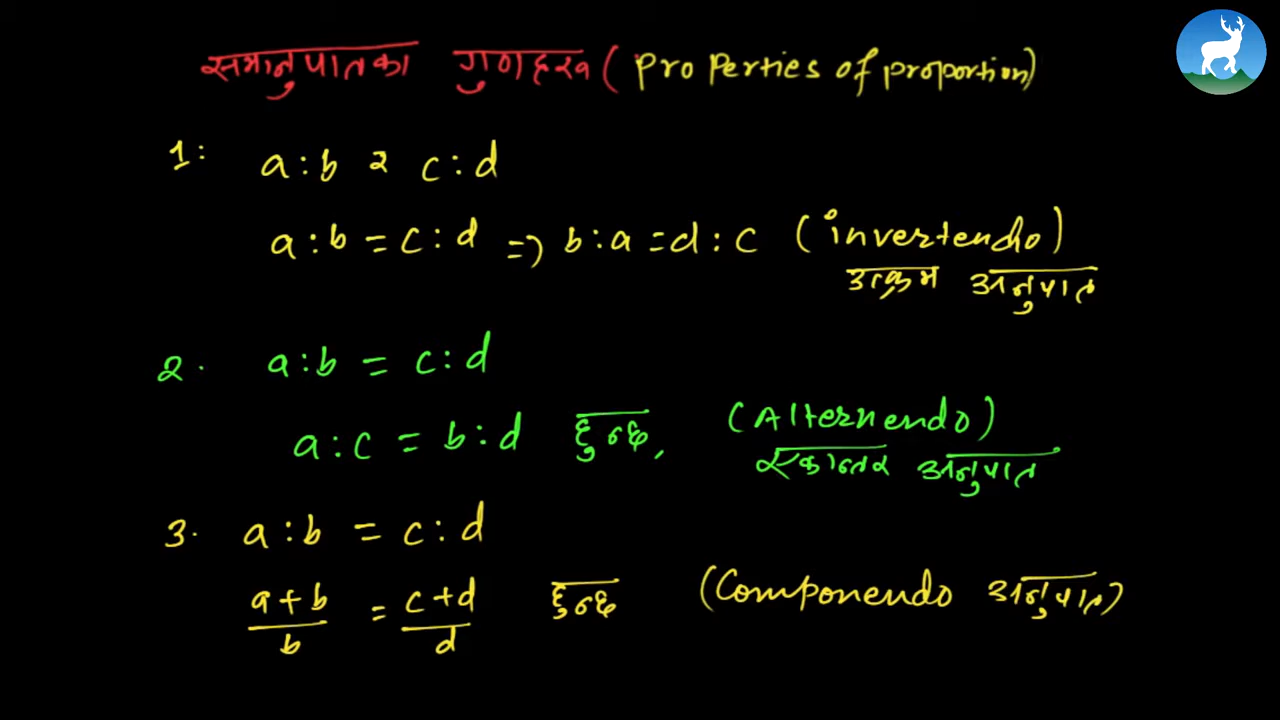 समानुपातका गुणहरू (Properties of proportion)
1: a:b र c:d
a:b = c:d => b:a = d:c (invertendo)
उत्क्रम अनुपात
2. a:b = c:d
a:c = b:d हुन्छ, (Alternendo)
एकान्तर अनुपात
3. a:b = c:d
a+b/b = c+d/d हुन्छ (Componendo अनुपात)